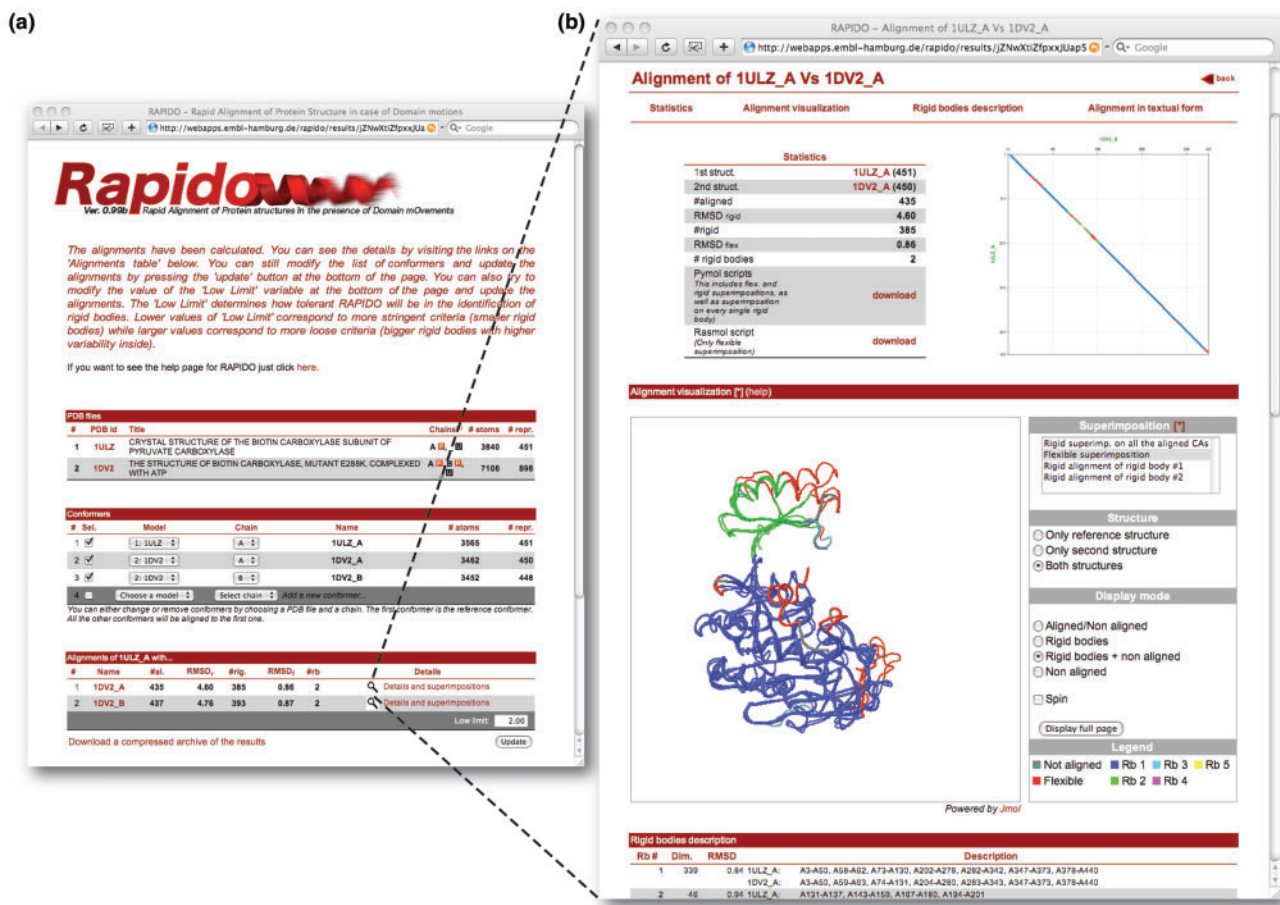 (a)
RAPIDO – Rapid Alignment of Protein Structure in case of Domain motions
http://webapps.embl-hamburg.de/rapido/results/jZNwXtiZfpxxJUa
Google
Rapido
Ver. 0.99b Rapid Alignment of Protein structures In the presence of Domain mOvements
The alignments have been calculated. You can see the details by visiting the links on the
'Alignments table' below. You can still modify the list of conformers and update the
alignments by pressing the 'update' button at the bottom of the page. You can also try to
modify the value of the 'Low Limit' variable at the bottom of the page and update the
alignments. The 'Low Limit' determines how tolerant RAPIDO will be in the identification of
rigid bodies. Lower values of 'Low Limit' correspond to more stringent criteria (smaller rigid
bodies) while larger values correspond to more loose criteria (bigger rigid bodies with higher
variability inside).
If you want to see the help page for RAPIDO just click here.
PDB files
# PDB Id Title Chains # atoms # repr.
1 1ULZ CRYSTAL STRUCTURE OF THE BIOTIN CARBOXYLASE SUBUNIT OF PYRUVATE CARBOXYLASE A P, U 3840 451
2 1DV2 THE STRUCTURE OF BIOTIN CARBOXYLASE, MUTANT E288K, COMPLEXED WITH ATP A P, B P, U 7106 898
Conformers
# Sel. Model Chain Name # atoms # repr.
1 1: 1ULZ A 1ULZ_A 3565 451
2 2: 1DV2 A 1DV2_A 3462 450
3 2: 1DV2 B 1DV2_B 3452 448
4 Choose a model Select chain Add a new conformer...
You can either change or remove conformers by choosing a PDB file and a chain. The first conformer is the reference conformer.
All the other conformers will be aligned to the first one.
Alignments of 1ULZ_A with...
# Name #al. RMSDr #rig. RMSDf #rb Details
1 1DV2_A 435 4.60 385 0.86 2 Details and superimpositions
2 1DV2_B 437 4.76 393 0.87 2 Details and superimpositions
Low limit: 2.00
Download a compressed archive of the results Update
(b)
RAPIDO – Alignment of 1ULZ_A Vs 1DV2_A
http://webapps.embl-hamburg.de/rapido/results/jZNwXtiZfpxxJUap5
Google
Alignment of 1ULZ_A Vs 1DV2_A
back
Statistics Alignment visualization Rigid bodies description Alignment in textual form
Statistics
1st struct. 1ULZ_A (451)
2nd struct. 1DV2_A (450)
#aligned 435
RMSD rigid 4.60
#rigid 385
RMSD flex 0.86
# rigid bodies 2
Pymol scripts download
This includes flex. and
rigid superimpositions, as
well as superimposition
on every single rigid
body)
Rasmol script download
(Only flexible
superimposition)
1DV2_A
1ULZ_A
Alignment visualization [*] (help)
Superimposition [*]
Rigid superimp. on all the aligned CAs
Flexible superimposition
Rigid alignment of rigid body #1
Rigid alignment of rigid body #2
Structure
Only reference structure
Only second structure
Both structures
Display mode
Aligned/Non aligned
Rigid bodies
Rigid bodies + non aligned
Non aligned
Spin
Display full page
Legend
Not aligned Rb 1 Rb 3 Rb 5
Flexible Rb 2 Rb 4
Powered by Jmol
Rigid bodies description
Rb # Dim. RMSD Description
1 339 0.84 1ULZ_A: A3-A50, A58-A62, A73-A130, A202-A278, A282-A342, A347-A373, A378-A440
1DV2_A: A3-A50, A59-A63, A74-A131, A204-A280, A283-A343, A347-A373, A378-A440
2 46 0.94 1ULZ_A: A131-A137, A143-A159, A167-A180, A194-A201